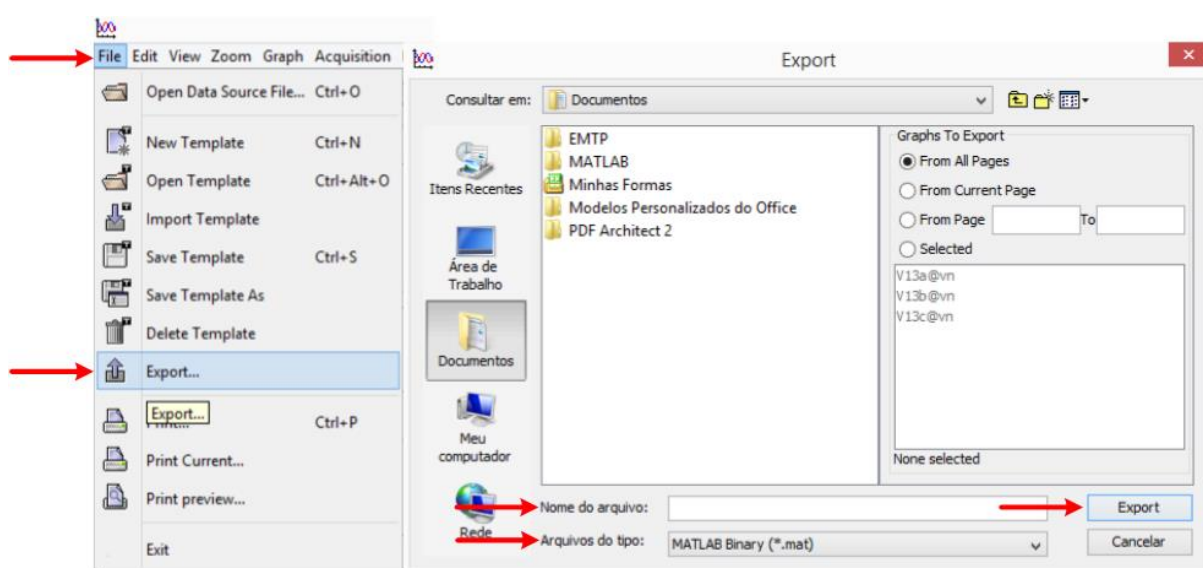 File Edit View Zoom Graph Acquisition
Open Data Source File... Ctrl+O
New Template Ctrl+N
Open Template Ctrl+Alt+O
Import Template
Save Template Ctrl+S
Save Template As
Delete Template
Export...
Export...
Print... Ctrl+P
Print Current...
Print preview...
Exit
Export
Consultar em: Documentos
Itens Recentes
Área de
Trabalho
Documentos
Meu
computador
Rede
EMTP
MATLAB
Minhas Formas
Modelos Personalizados do Office
PDF Architect 2
Graphs To Export
From All Pages
From Current Page
From Page To
Selected
V13a@vn
V13b@vn
V13c@vn
None selected
Nome do arquivo: Export
Arquivos do tipo: MATLAB Binary (*.mat) Cancelar